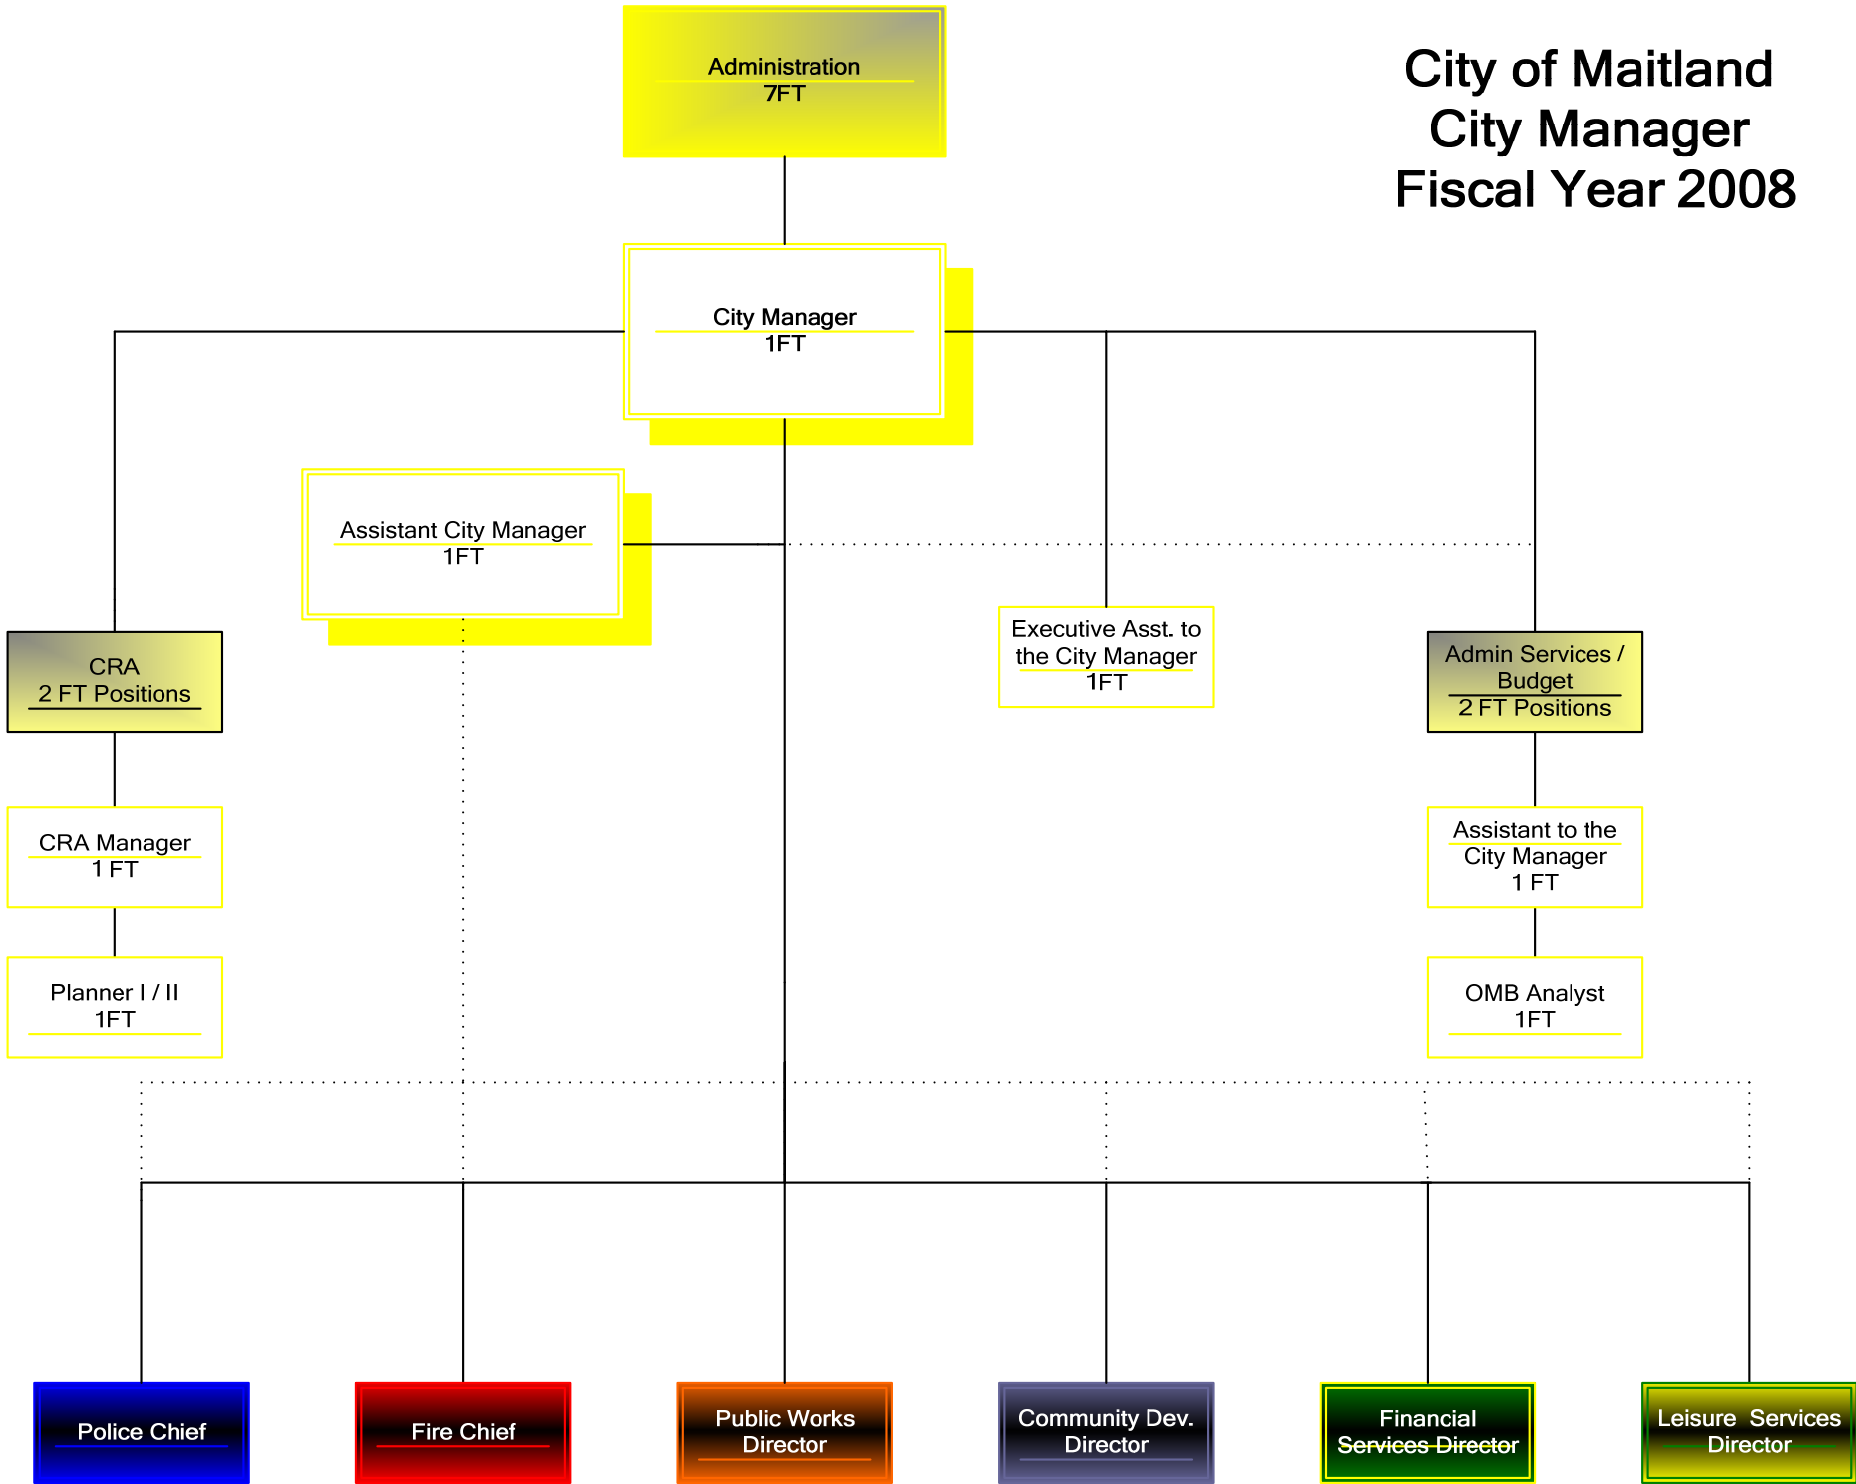 City of Maitland
City Manager
Fiscal Year 2008
Administration
7FT
City Manager
1FT
Assistant City Manager
1FT
Executive Asst. to
the City Manager
1FT
CRA
2 FT Positions
Admin Services /
Budget
2 FT Positions
CRA Manager
1 FT
Assistant to the
City Manager
1 FT
Planner I / II
1FT
OMB Analyst
1FT
Police Chief
Fire Chief
Public Works
Director
Community Dev.
Director
Financial
Services Director
Leisure Services
Director